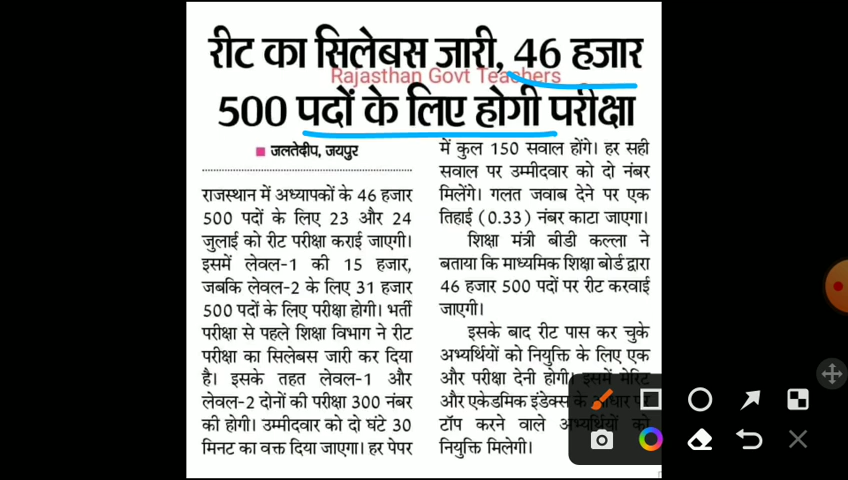 रीट का सिलेबस जारी, 46 हजार
Rajasthan Govt Teachers
500 पदों के लिए होगी परीक्षा
जलतेदीप, जयपुर
राजस्थान में अध्यापकों के 46 हजार
500 पदों के लिए 23 और 24
जुलाई को रीट परीक्षा कराई जाएगी।
इसमें लेवल-1 की 15 हजार,
जबकि लेवल-2 के लिए 31 हजार
500 पदों के लिए परीक्षा होगी। भर्ती
परीक्षा से पहले शिक्षा विभाग ने रीट
परीक्षा का सिलेबस जारी कर दिया
है। इसके तहत लेवल-1 और
लेवल-2 दोनों की परीक्षा 300 नंबर
की होगी। उम्मीदवार को दो घंटे 30
मिनट का वक्त दिया जाएगा। हर पेपर
में कुल 150 सवाल होंगे। हर सही
सवाल पर उम्मीदवार को दो नंबर
मिलेंगे। गलत जवाब देने पर एक
तिहाई (0.33) नंबर काटा जाएगा।
शिक्षा मंत्री बीडी कल्ला ने
बताया कि माध्यमिक शिक्षा बोर्ड द्वारा
46 हजार 500 पदों पर रीट करवाई
जाएगी।
इसके बाद रीट पास कर चुके
अभ्यर्थियों को नियुक्ति के लिए एक
और परीक्षा देनी होगी। इसमें मेरिट
और एकेडमिक इंडेक्स के आधार पर
टॉप करने वाले अभ्यर्थियों को
नियुक्ति मिलेगी।